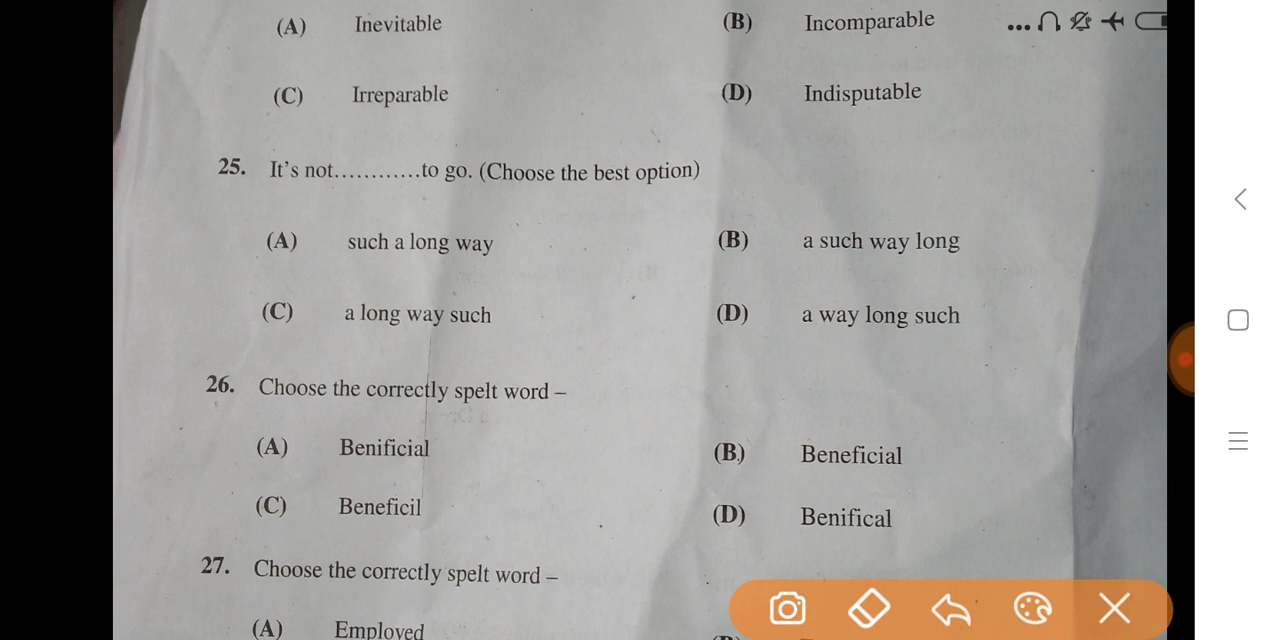 (A) Inevitable (B) Incomparable
(C) Irreparable (D) Indisputable
25. It's not............to go. (Choose the best option)
(A) such a long way (B) a such way long
(C) a long way such (D) a way long such
26. Choose the correctly spelt word –
(A) Benificial (B) Beneficial
(C) Beneficil (D) Benifical
27. Choose the correctly spelt word –
(A) Employed